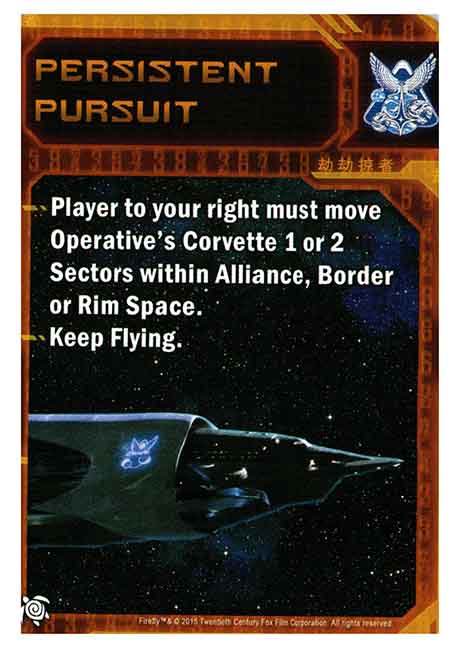 PERSISTENT
PURSUIT
劫劫掠者
Player to your right must move
Operative's Corvette 1 or 2
Sectors within Alliance, Border
or Rim Space.
Keep Flying.
Firefly™& © 2015 Twentieth Century Fox Film Corporation. All rights reserved